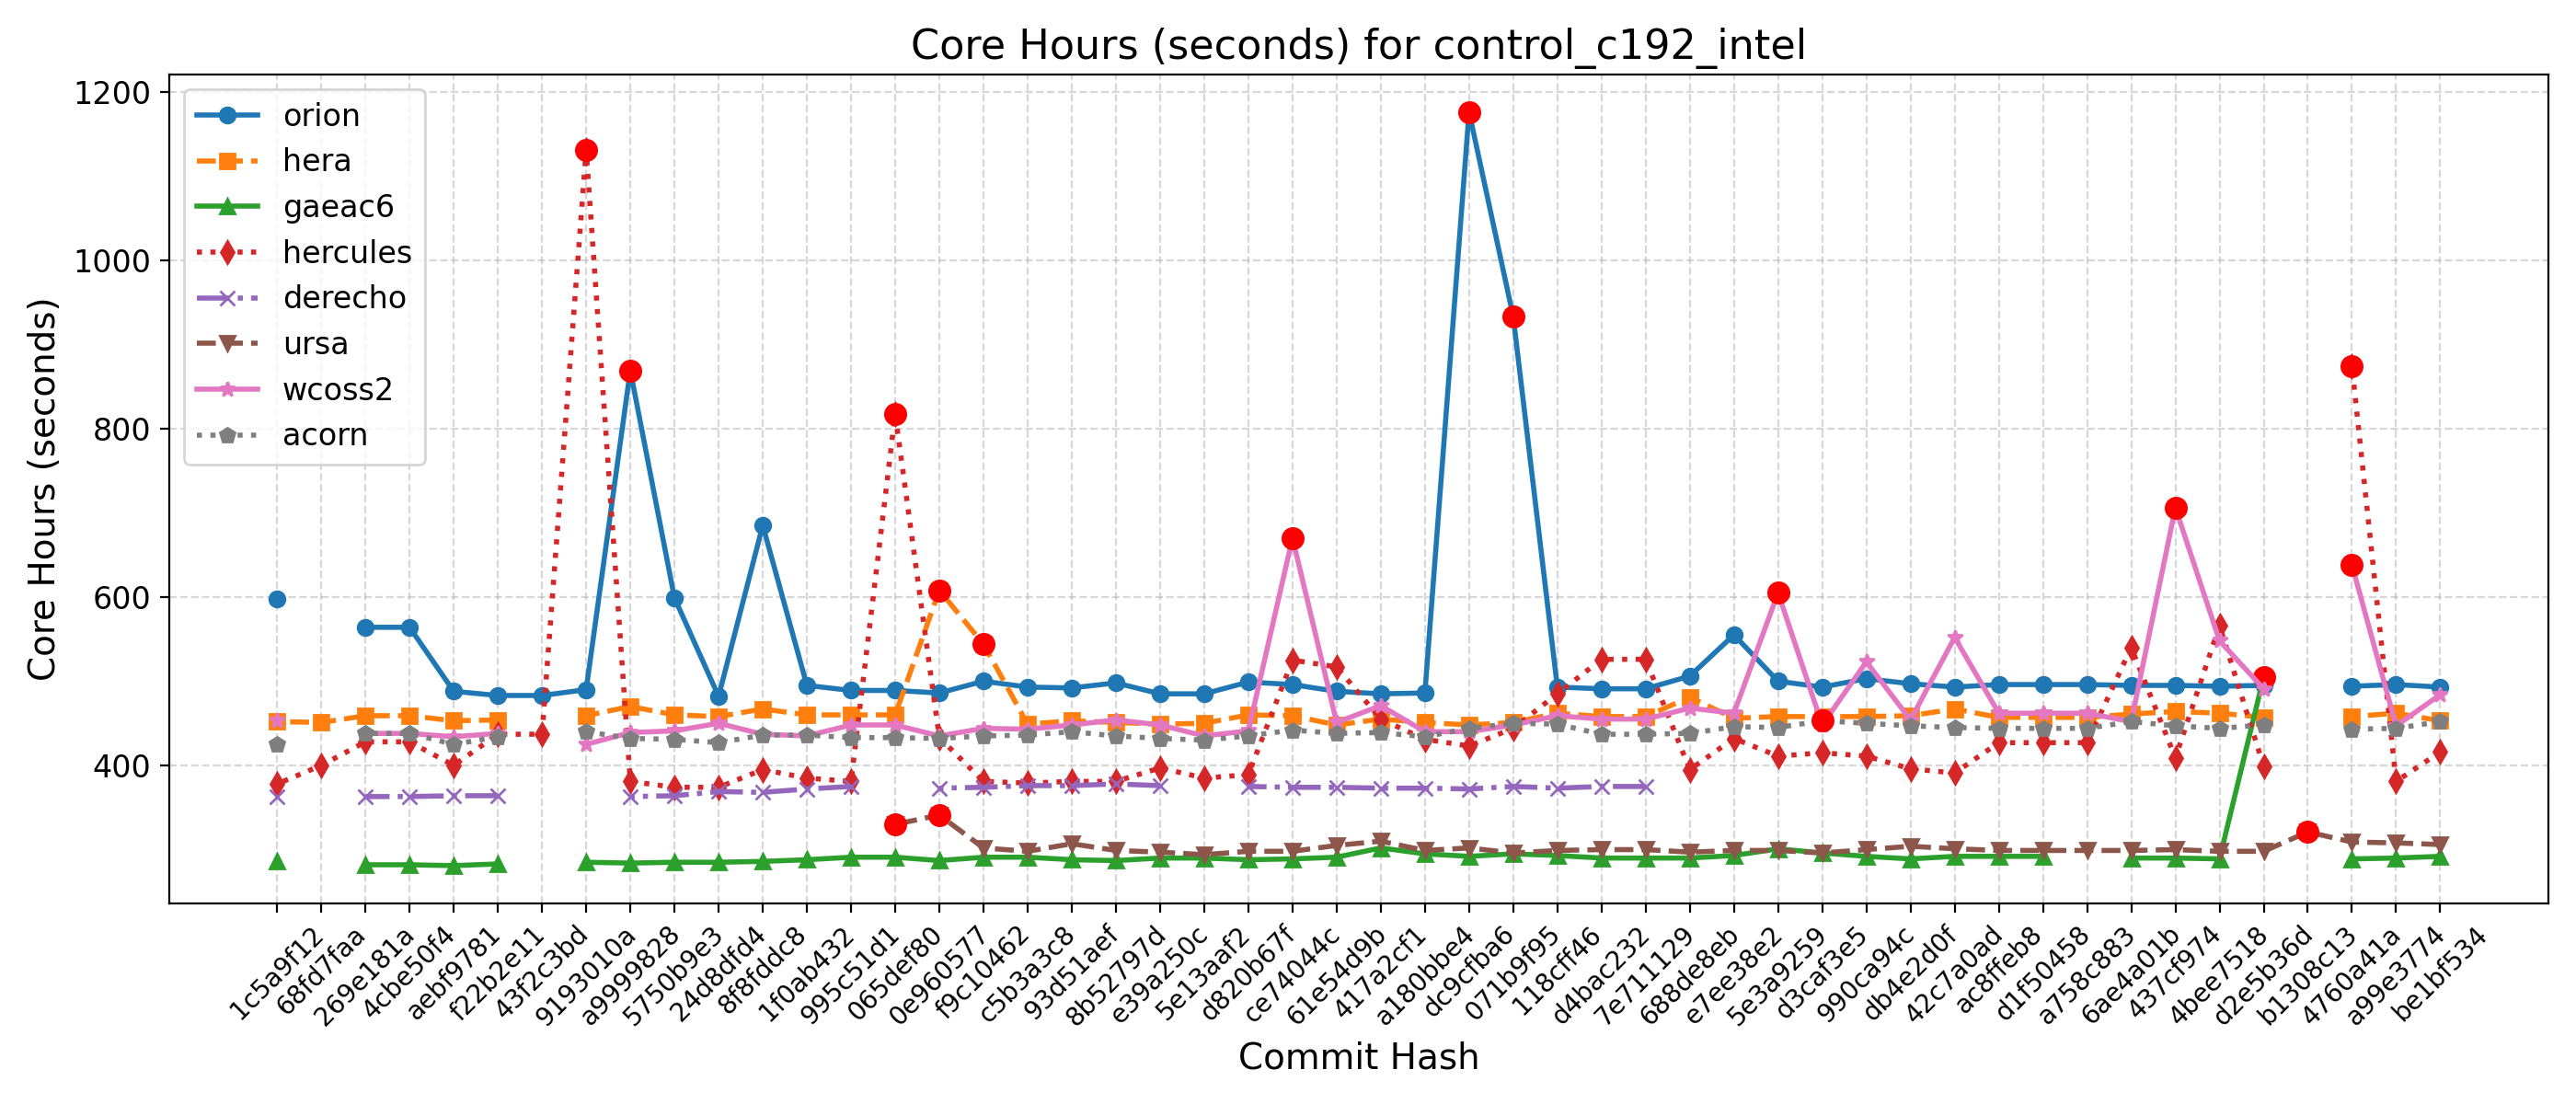 Core Hours (seconds) for control_c192_intel
Core Hours (seconds)
1200
1000
800
600
400
orion
hera
gaeac6
hercules
derecho
ursa
wcoss2
acorn
1c5a9f12
68fd7faa
269e181a
4cbe50f4
aebf9781
f22b2e11
43f2c3bd
9193010a
a9999828
5750b9e3
24d8dfd4
8f8fddc8
1f0ab432
995c51d1
065def80
0e960577
f9c10462
c5b3a3c8
93d51aef
8b52797d
e39a250c
5e13aaf2
d820b67f
ce74044c
61e54d9b
417a2cf1
a180bbe4
dc9cfba6
071b9f95
118cff46
d4bac232
7e711129
688de8eb
e7ee38e2
5e3a9259
d3caf3e5
990ca94c
db4e2d0f
42c7a0ad
ac8ffeb8
d1f50458
a758c883
6ae4a01b
437cf974
4bee7518
d2e5b36d
b1308c13
4760a41a
a99e3774
be1bf534
Commit Hash